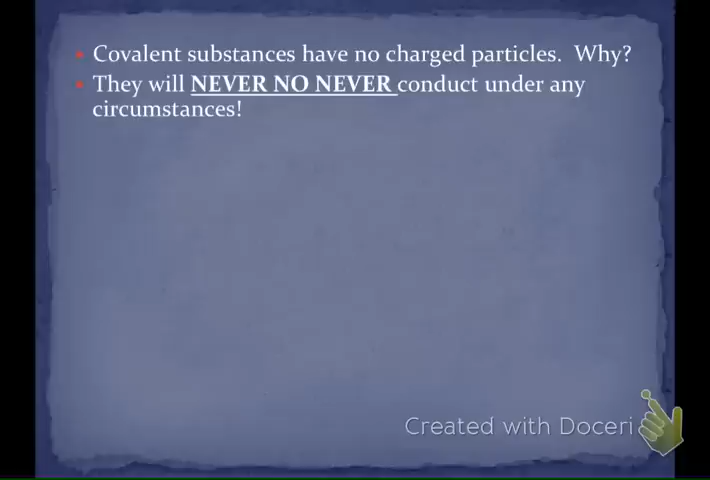 Covalent substances have no charged particles.  Why?
They will NEVER NO NEVER conduct under any
circumstances!
Created with Doceri